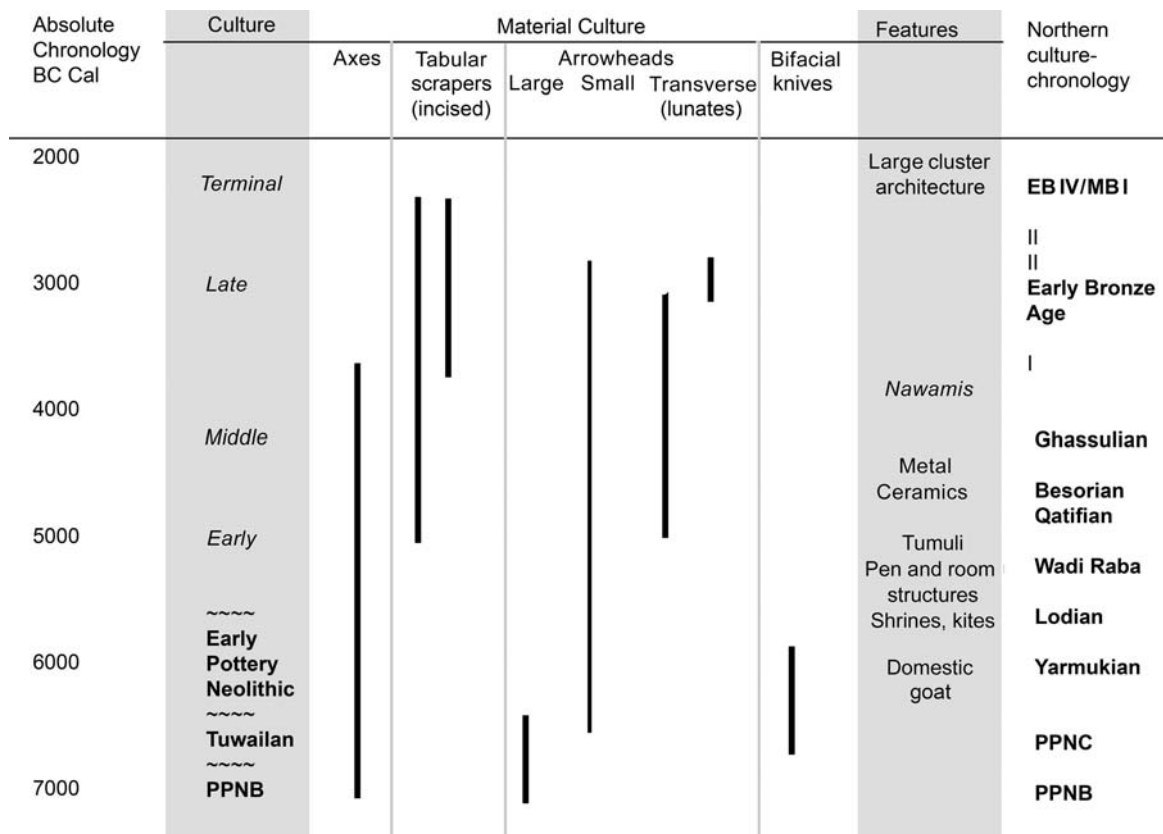 Absolute
Chronology
BC Cal
Culture
Material Culture
Features
Northern
culture-
chronology
Axes
Tabular
scrapers
(incised)
Arrowheads
Large Small Transverse
(lunates)
Bifacial
knives
2000
Terminal
Large cluster
architecture
EB IV/MB I
II
II
3000
Late
Early Bronze
Age
I
Nawamis
4000
Middle
Ghassulian
Metal
Ceramics
Besorian
Qatifian
5000
Early
Tumuli
Pen and room
structures
Shrines, kites
Wadi Raba
~~~~
Lodian
Early
Pottery
Neolithic
6000
Domestic
goat
Yarmukian
~~~~
Tuwailan
PPNC
~~~~
7000
PPNB
PPNB